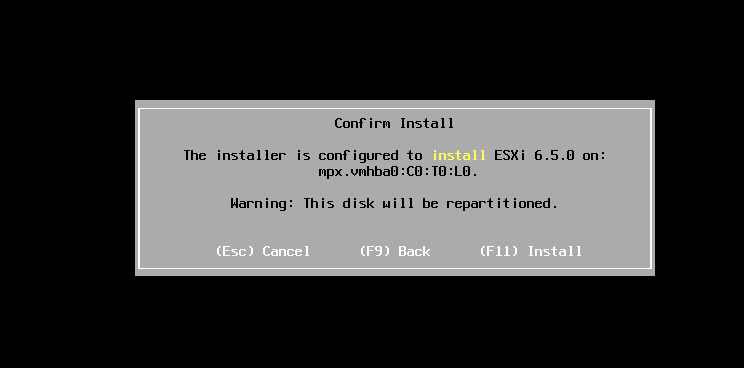 Confirm Install
The installer is configured to install ESXi 6.5.0 on:
mpx.vmhba0:C0:T0:L0.
Warning: This disk will be repartitioned.
(Esc) Cancel (F9) Back (F11) Install